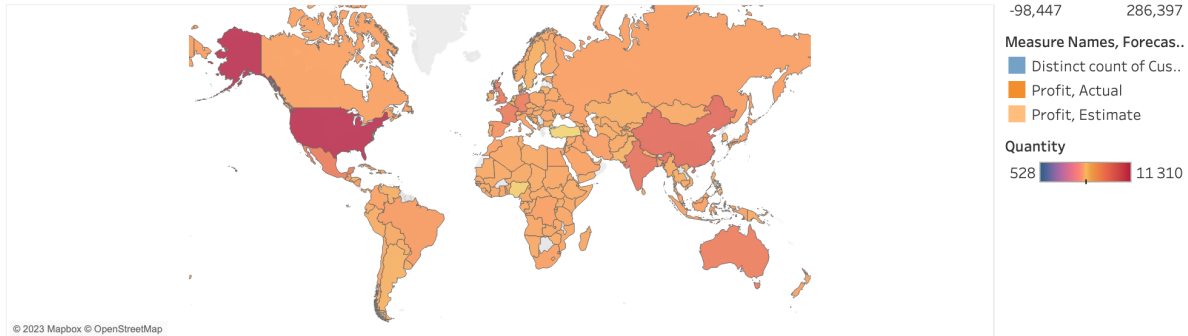 -98,447 286,397
Measure Names, Forecas..
Distinct count of Cus..
Profit, Actual
Profit, Estimate
Quantity
528 11 310
© 2023 Mapbox © OpenStreetMap